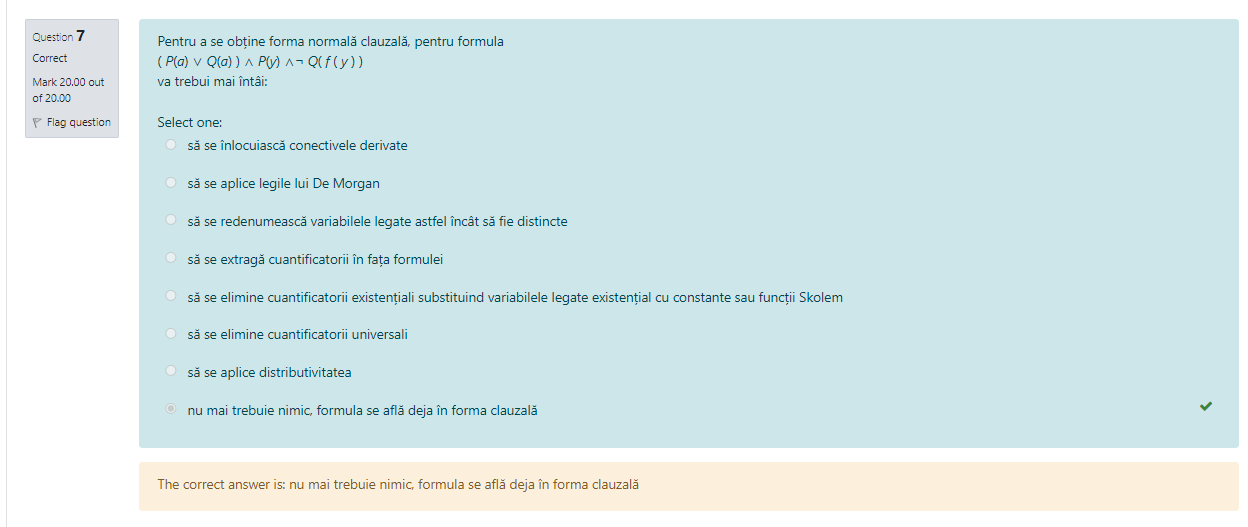 Question 7
Correct
Mark 20.00 out
of 20.00
Flag question
Pentru a se obține forma normală clauzală, pentru formula
( P(a) ∨ Q(a) ) ∧ P(y) ∧¬ Q( f ( y ) )
va trebui mai întâi:
Select one:
să se înlocuiască conectivele derivate
să se aplice legile lui De Morgan
să se redenumească variabilele legate astfel încât să fie distincte
să se extragă cuantificatorii în fața formulei
să se elimine cuantificatorii existențiali substituind variabilele legate existențial cu constante sau funcții Skolem
să se elimine cuantificatorii universali
să se aplice distributivitatea
nu mai trebuie nimic, formula se află deja în forma clauzală
The correct answer is: nu mai trebuie nimic, formula se află deja în forma clauzală